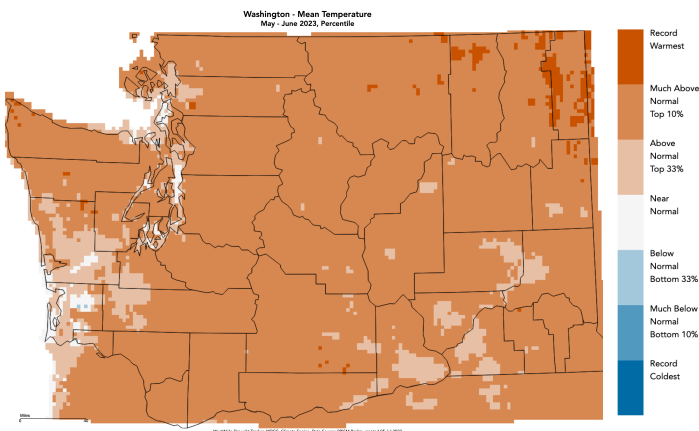 Washington - Mean Temperature
May - June 2023, Percentile
Record
Warmest
Much Above
Normal
Top 10%
Above
Normal
Top 33%
Near
Normal
Below
Normal
Bottom 33%
Much Below
Normal
Bottom 10%
Record
Coldest
Miles
0